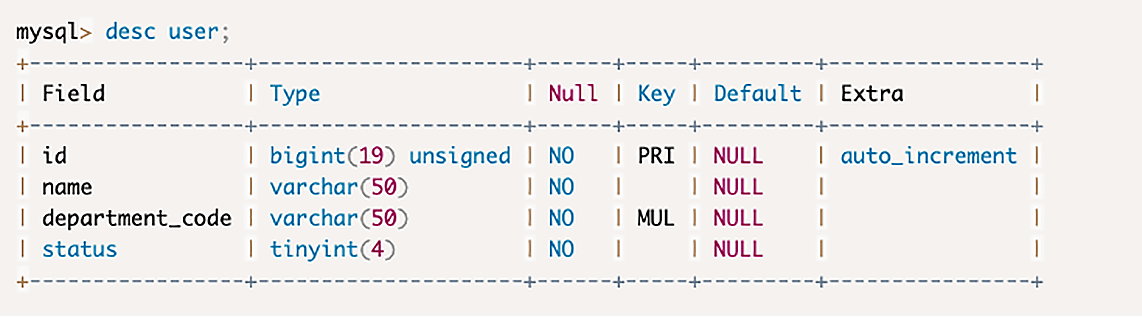 mysql> desc user;
+-----------------+---------------------+------+-----+---------+----------------+
| Field           | Type                | Null | Key | Default | Extra          |
+-----------------+---------------------+------+-----+---------+----------------+
| id              | bigint(19) unsigned | NO   | PRI | NULL    | auto_increment |
| name            | varchar(50)         | NO   |     | NULL    |                |
| department_code | varchar(50)         | NO   | MUL | NULL    |                |
| status          | tinyint(4)          | NO   |     | NULL    |                |
+-----------------+---------------------+------+-----+---------+----------------+